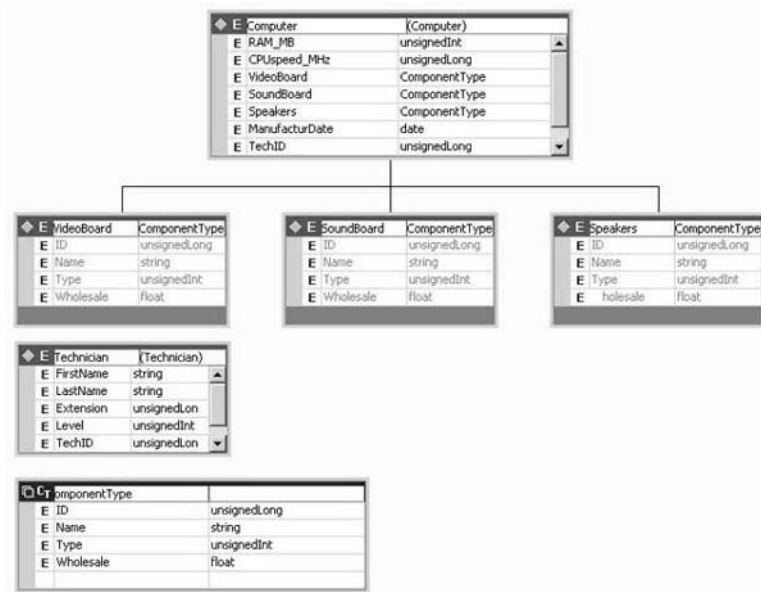 E Computer (Computer)
E RAM_MB unsignedInt
E CPUspeed_MHz unsignedLong
E VideoBoard ComponentType
E SoundBoard ComponentType
E Speakers ComponentType
E ManufacturDate date
E TechID unsignedLong
E VideoBoard ComponentType
E ID unsignedLong
E Name string
E Type unsignedInt
E Wholesale float
E SoundBoard ComponentType
E ID unsignedLong
E Name string
E Type unsignedInt
E Wholesale float
E Speakers ComponentType
E ID unsignedLong
E Name string
E Type unsignedInt
E holesale float
E Technician (Technician)
E FirstName string
E LastName string
E Extension unsignedLon
E Level unsignedInt
E TechID unsignedLon
CT omponentType
E ID unsignedLong
E Name string
E Type unsignedInt
E Wholesale float